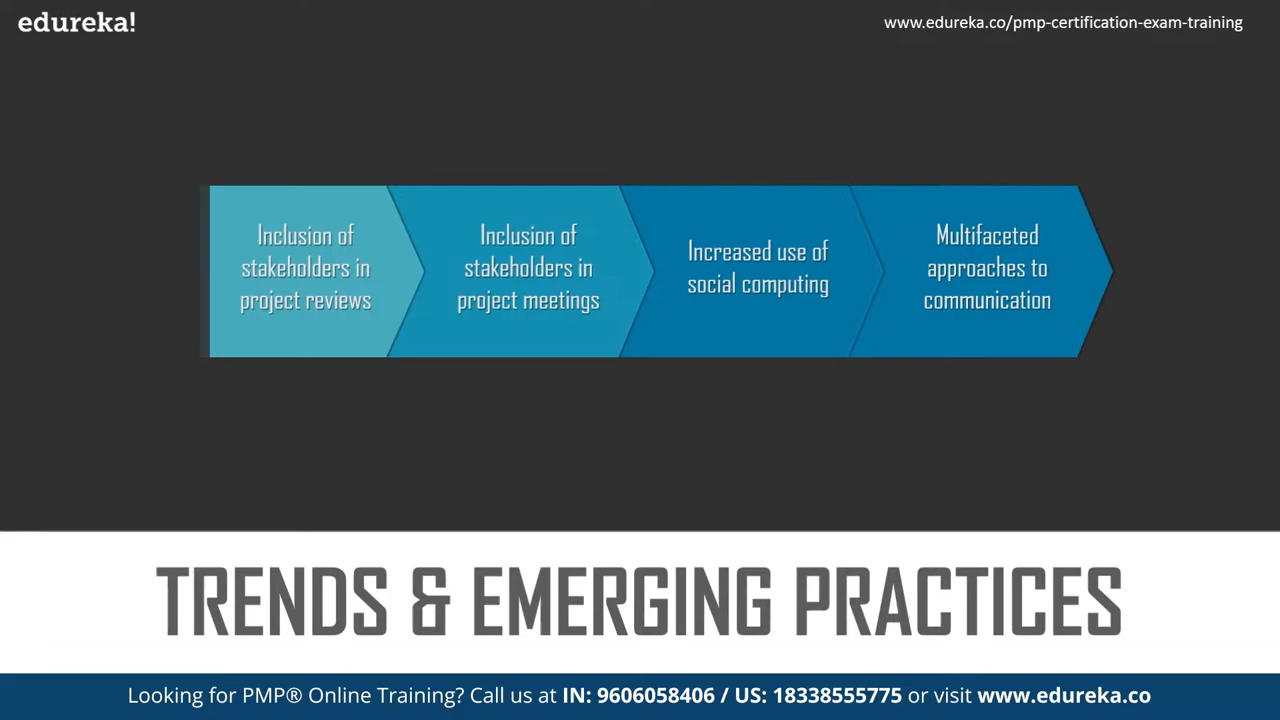 edureka!
www.edureka.co/pmp-certification-exam-training
Inclusion of
stakeholders in
project reviews
Inclusion of
stakeholders in
project meetings
Increased use of
social computing
Multifaceted
approaches to
communication
TRENDS & EMERGING PRACTICES
Looking for PMP® Online Training? Call us at IN: 9606058406 / US: 18338555775 or visit www.edureka.co